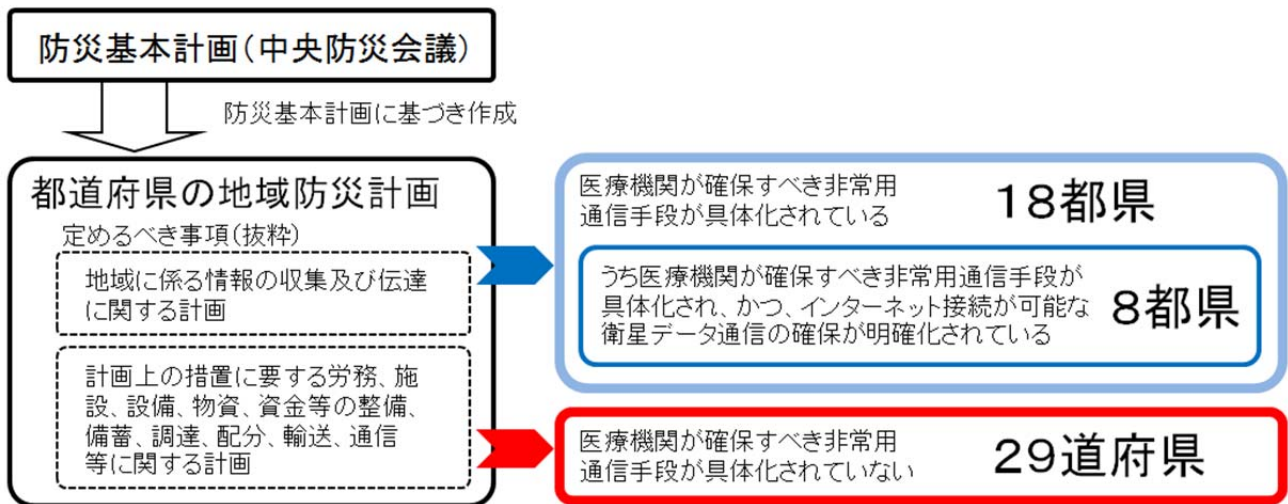 防災基本計画(中央防災会議)
防災基本計画に基づき作成
都道府県の地域防災計画
定めるべき事項(抜粋)
地域に係る情報の収集及び伝達
に関する計画
計画上の措置に要する労務、施
設、設備、物資、資金等の整備、
備蓄、調達、配分、輸送、通信
等に関する計画
医療機関が確保すべき非常用
通信手段が具体化されている
18都県
うち医療機関が確保すべき非常用通信手段が
具体化され、かつ、インターネット接続が可能な
衛星データ通信の確保が明確化されている
8都県
医療機関が確保すべき非常用
通信手段が具体化されていない
29道府県